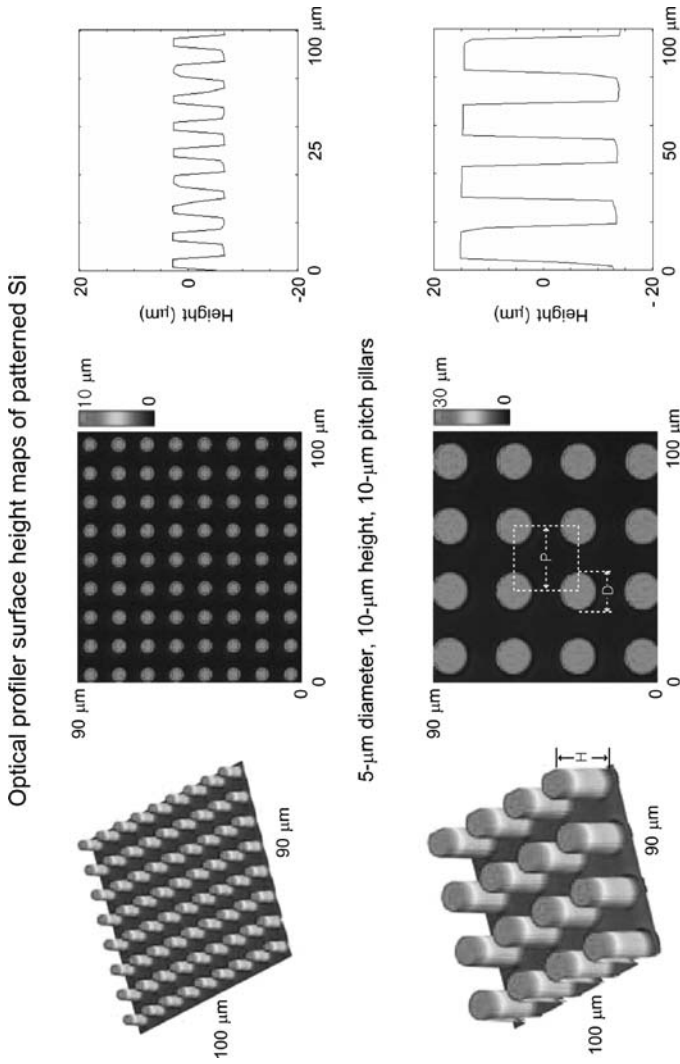 Optical profiler surface height maps of patterned Si
100 μm
90 μm
90 μm
0
100 μm
10 μm
0
Height (μm)
20
0
-20
0
25
100 μm
5-μm diameter, 10-μm height, 10-μm pitch pillars
100 μm
90 μm
H
90 μm
0
100 μm
P
D
30 μm
0
Height (μm)
20
0
- 20
0
50
100 μm